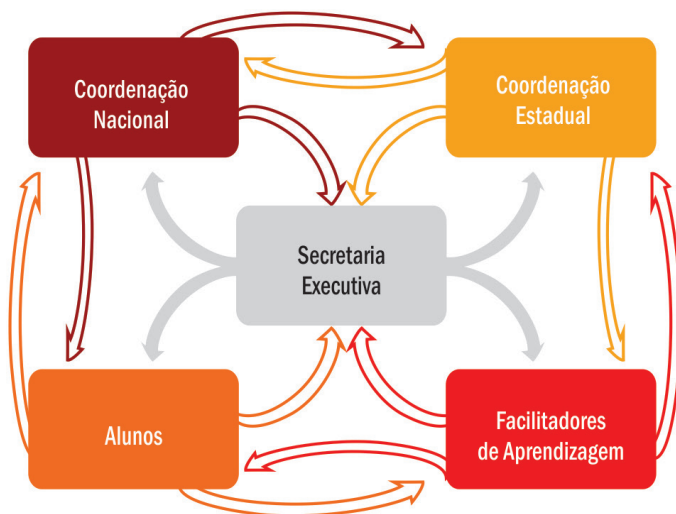 Coordenação
Nacional
Coordenação
Estadual
Secretaria
Executiva
Alunos
Facilitadores
de Aprendizagem